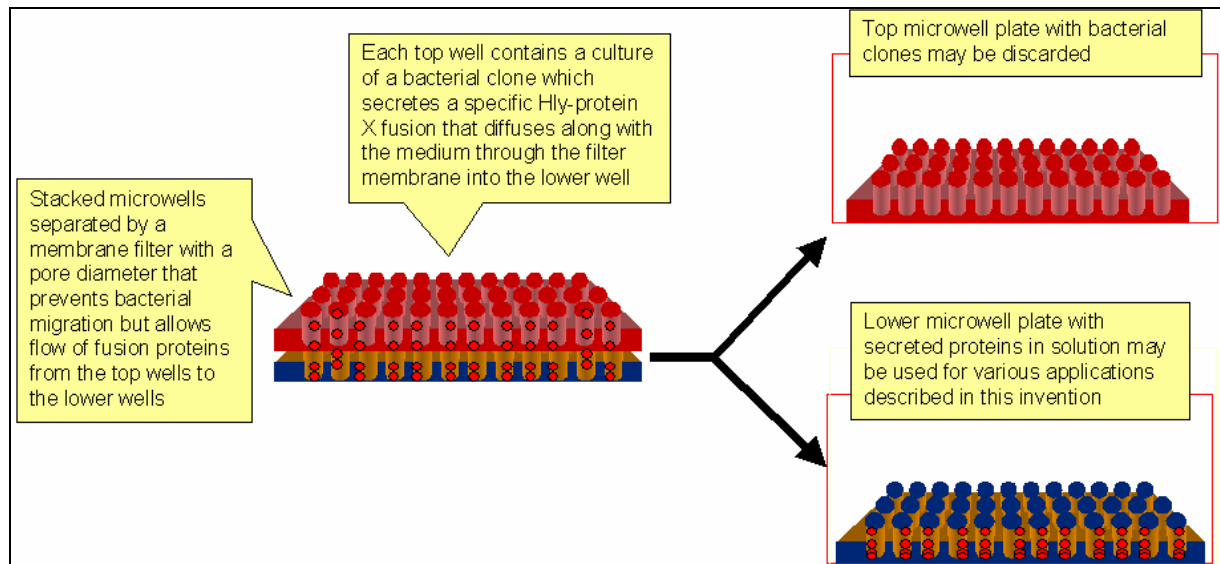 Stacked microwells
separated by a
membrane filter with a
pore diameter that
prevents bacterial
migration but allows
flow of fusion proteins
from the top wells to
the lower wells
Each top well contains a culture
of a bacterial clone which
secretes a specific Hly-protein
X fusion that diffuses along with
the medium through the filter
membrane into the lower well
Top microwell plate with bacterial
clones may be discarded
Lower microwell plate with
secreted proteins in solution may
be used for various applications
described in this invention